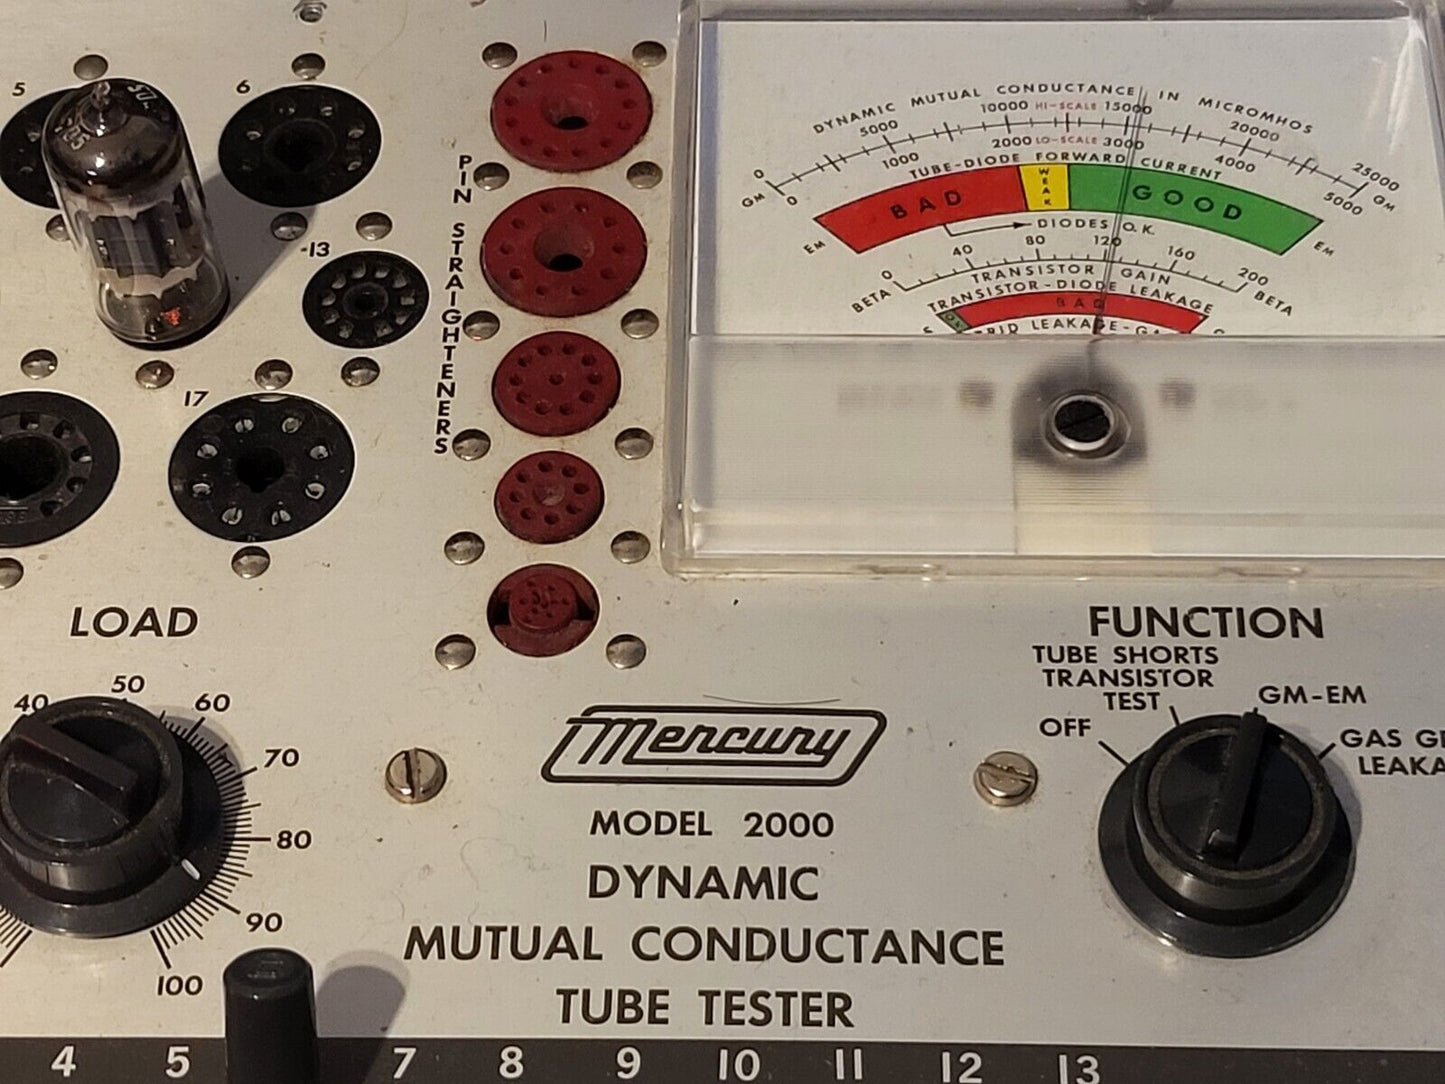 5
6
-13
17
PIN STRAIGHTENERS
DYNAMIC MUTUAL CONDUCTANCE IN MICROMHOS
0 5000 10000 HI-SCALE 15000 20000 25000
GM 0 1000 2000 LO-SCALE 3000 4000 5000 GM
TUBE-DIODE FORWARD CURRENT
EM BAD WEAK GOOD EM
DIODES O.K.
BETA 0 40 80 120 160 200 BETA
TRANSISTOR GAIN
TRANSISTOR-DIODE LEAKAGE
BAD
LEAKAGE-
LOAD
40 50 60 70 80 90 100
FUNCTION
OFF
TUBE SHORTS
TRANSISTOR
TEST
GM-EM
GAS
Mercury
MODEL 2000
DYNAMIC
MUTUAL CONDUCTANCE
TUBE TESTER
4 5 7 8 9 10 11 12 13